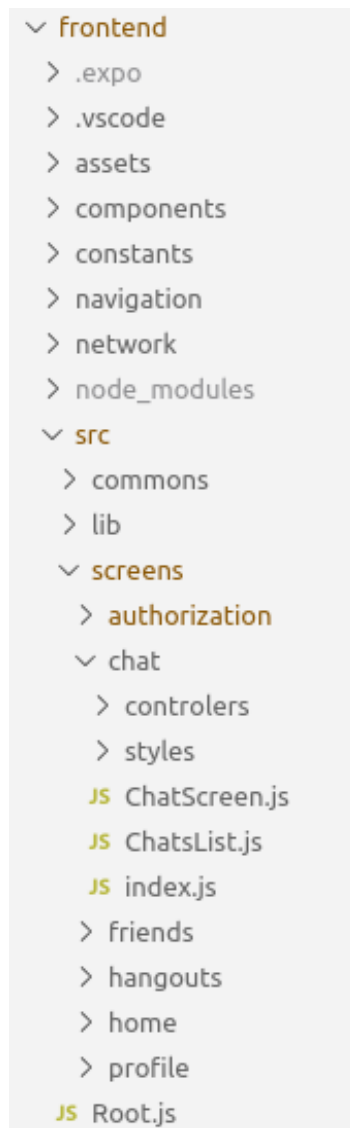 frontend
.expo
.vscode
assets
components
constants
navigation
network
node_modules
src
commons
lib
screens
authorization
chat
controlers
styles
JS ChatScreen.js
JS ChatsList.js
JS index.js
friends
hangouts
home
profile
JS Root.js